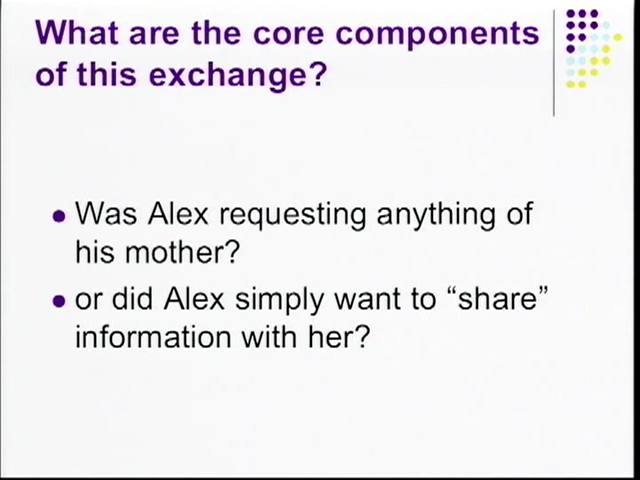 What are the core components
of this exchange?
● Was Alex requesting anything of
his mother?
● or did Alex simply want to “share”
information with her?